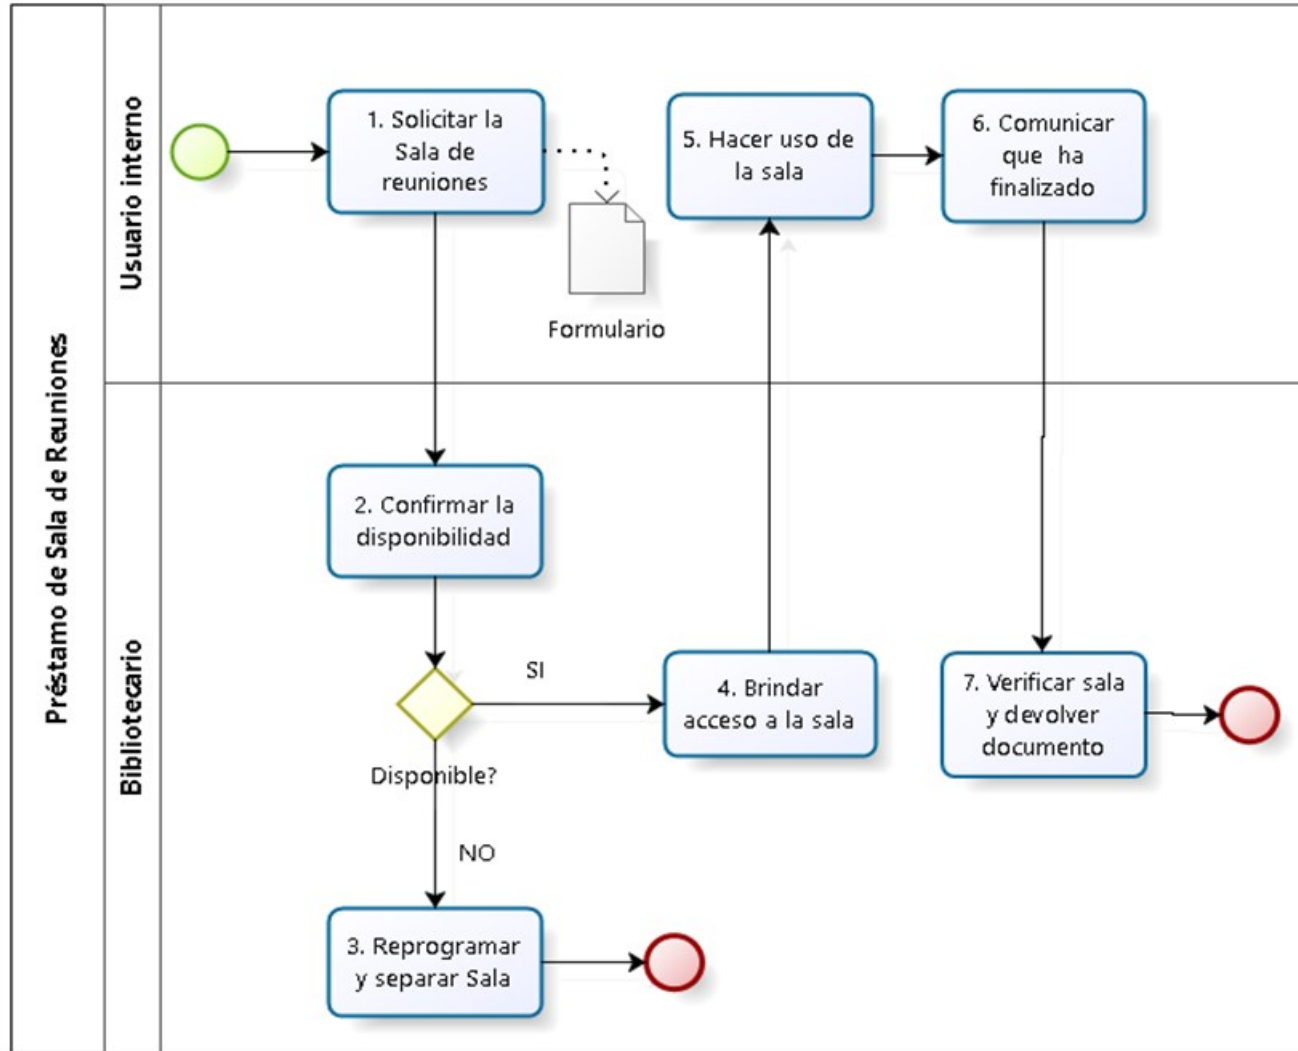 Préstamo de Sala de Reuniones
Usuario interno
1. Solicitar la
Sala de
reuniones
Formulario
5. Hacer uso de
la sala
6. Comunicar
que ha
finalizado
Bibliotecario
2. Confirmar la
disponibilidad
SI
Disponible?
NO
4. Brindar
acceso a la sala
7. Verificar sala
y devolver
documento
3. Reprogramar
y separar Sala